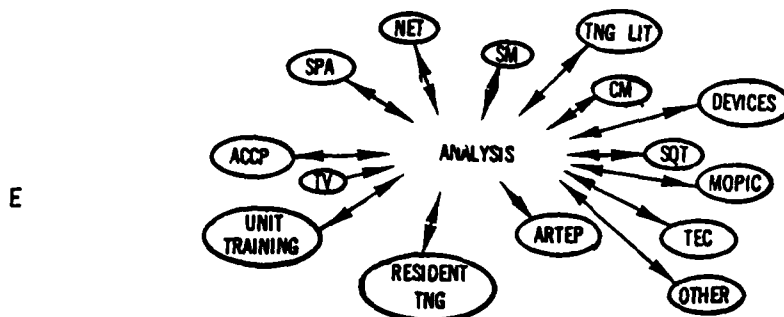 NET
SM
TNG LIT
SPA
CM
DEVICES
ACCP
ANALYSIS
SQT
TV
MOPIC
UNIT
TRAINING
ARTEP
TEC
RESIDENT
TNG
OTHER
E